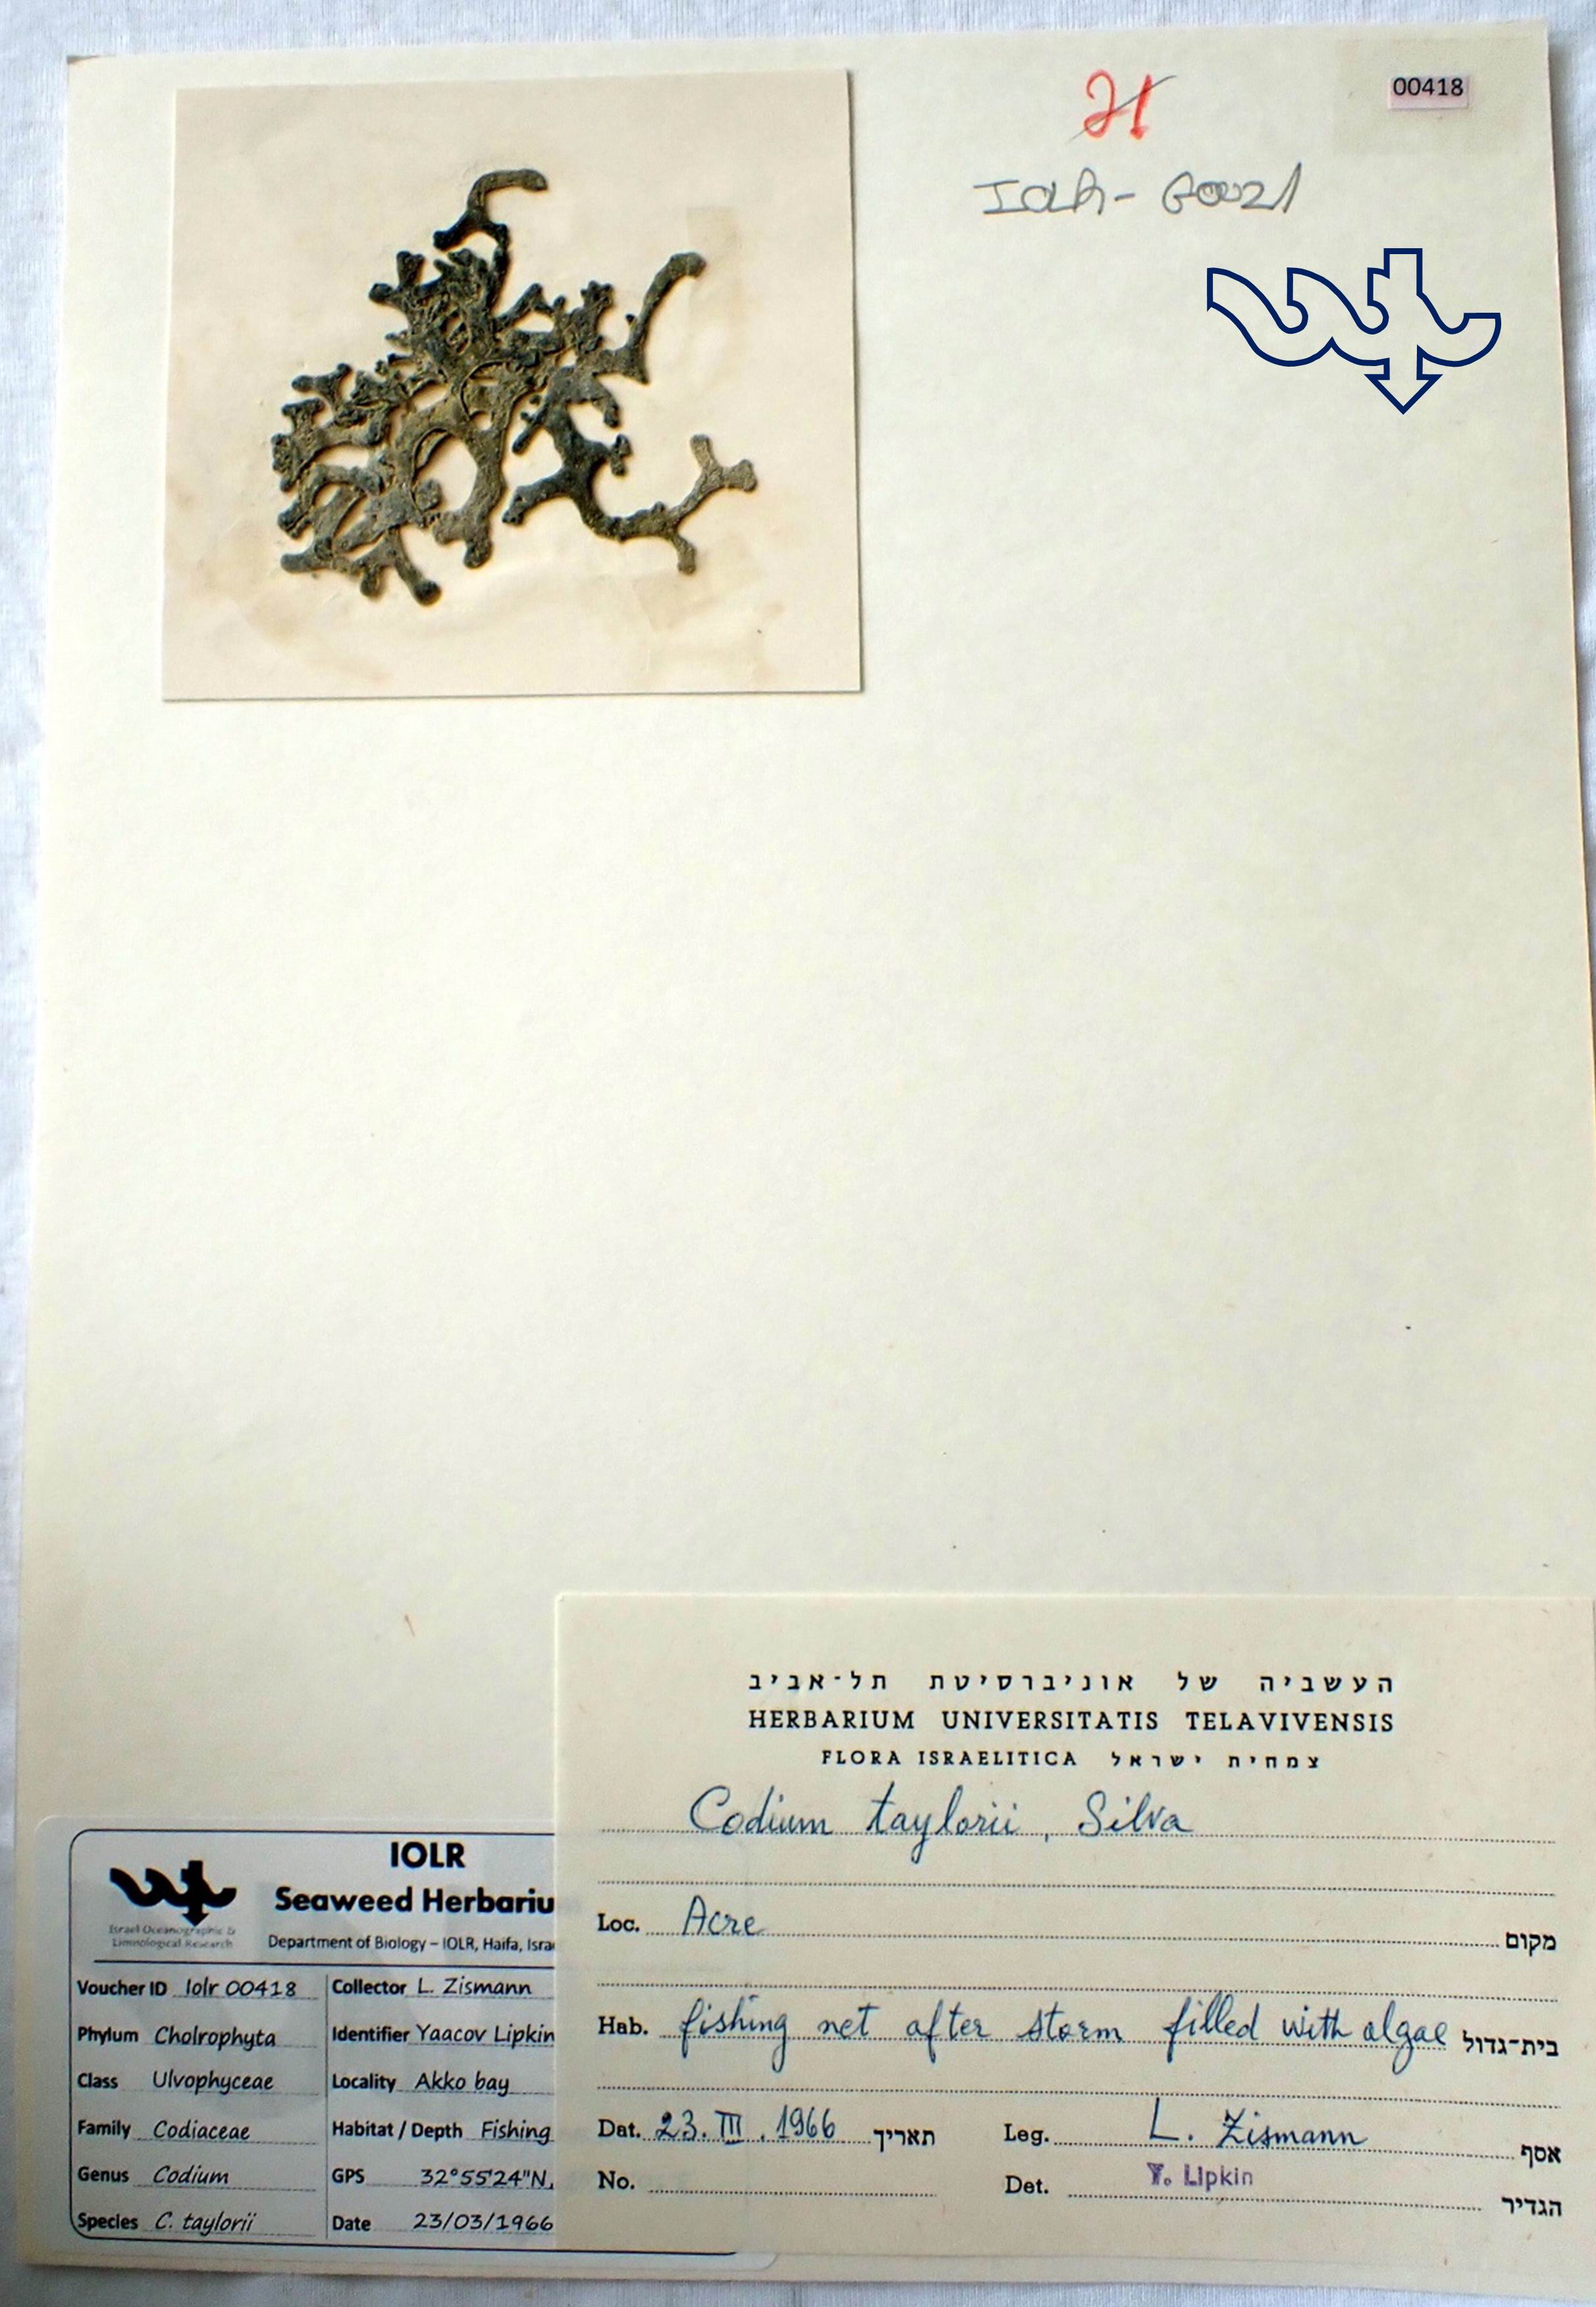 00418
21
IOLR
Seaweed Herbariu
Israel Oceanographic &
Limnological Research
Department of Biology – IOLR, Haifa, Isra
Voucher ID Iolr 00418
Collector L. Zismann
Phylum Cholrophyta
Identifier Yaacov Lipkin
Class Ulvophyceae
Locality Akko bay
Family Codiaceae
Habitat / Depth Fishing
Genus Codium
GPS 32°55'24"N,
Species C. taylorii
Date 23/03/1966
העשביה של אוניברסיטת תל-אביב
HERBARIUM UNIVERSITATIS TELAVIVENSIS
FLORA ISRAELITICA צמחית ישראל
Codium taylorii, Silva
Loc. Acre מקום
Hab. fishing net after storm filled with algae בית-גדול
Dat. 23. III. 1966 תאריך
Leg. L. Zismann אסף
No.
Det. Y. Lipkin הגדיר